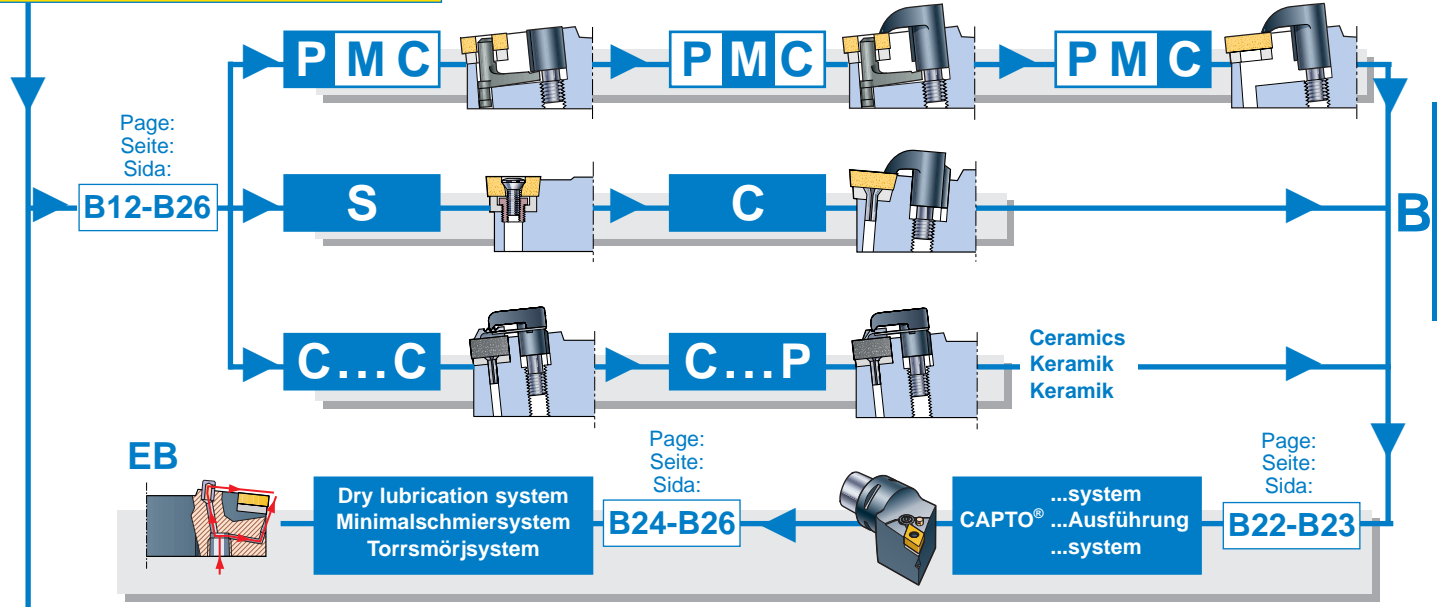 P M C
P M C
P M C
Page:
Seite:
Sida:
B12-B26
S
C
B
C...C
C...P
Ceramics
Keramik
Keramik
EB
Dry lubrication system
Minimalschmiersystem
Torrsmörjsystem
Page:
Seite:
Sida:
B24-B26
...system
CAPTO® ...Ausführung
...system
Page:
Seite:
Sida:
B22-B23